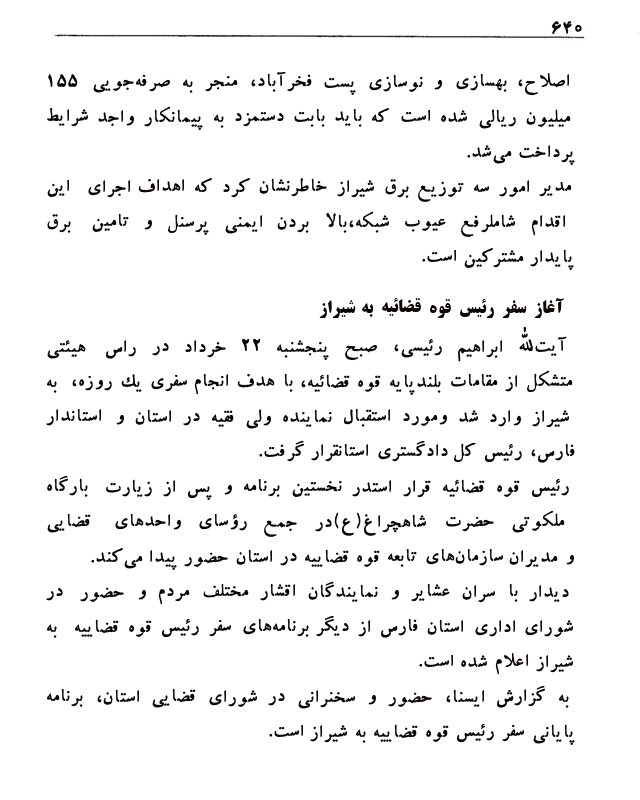 ۶۴۰
اصلاح، بهسازی و نوسازی پست فخرآباد، منجر به صرفه‌جویی ۱۵۵
میلیون ریالی شده است که باید بابت دستمزد به پیمانکار واجد شرایط
پرداخت می‌شد.
مدیر امور سه توزیع برق شیراز خاطرنشان کرد که اهداف اجرای این
اقدام شاملرفع عیوب شبکه،بالا بردن ایمنی پرسنل و تامین برق
پایدار مشترکین است.
آغاز سفر رئیس قوه قضائیه به شیراز
آیت‌الله ابراهیم رئیسی، صبح پنجشنبه ۲۲ خرداد در راس هیئتی
متشکل از مقامات بلندپایه قوه قضائیه، با هدف انجام سفری یك روزه، به
شیراز وارد شد ومورد استقبال نماینده ولی فقیه در استان و استاندار
فارس، رئیس کل دادگستری استانقرار گرفت.
رئیس قوه قضائیه قرار استدر نخستین برنامه و پس از زیارت بارگاه
ملکوتی حضرت شاهچراغ(ع)در جمع رؤسای واحدهای قضایی
و مدیران سازمان‌های تابعه قوه قضاییه در استان حضور پیدا می‌کند.
دیدار با سران عشایر و نمایندگان اقشار مختلف مردم و حضور در
شورای اداری استان فارس از دیگر برنامه‌های سفر رئیس قوه قضاییه به
شیراز اعلام شده است.
به گزارش ایسنا، حضور و سخنرانی در شورای قضایی استان، برنامه
پایانی سفر رئیس قوه قضاییه به شیراز است.